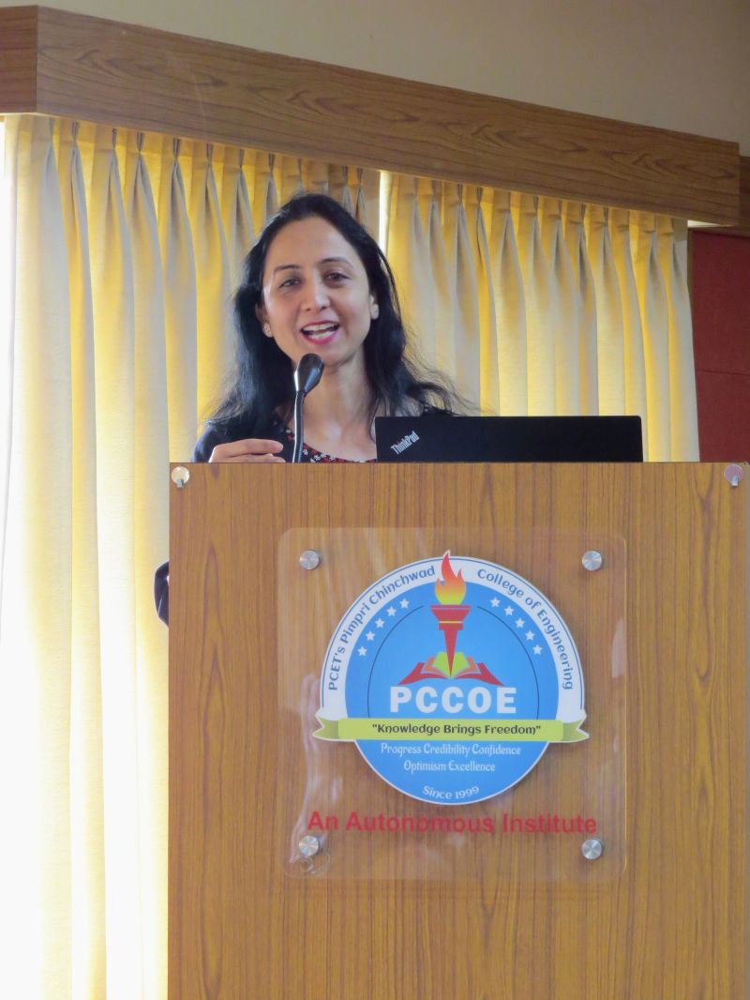 ThinkPad
PCET's Pimpri Chinchwad College of Engineering
PCCOE
"Knowledge Brings Freedom"
Progress Credibility Confidence
Optimism Excellence
Since 1999
An Autonomous Institute